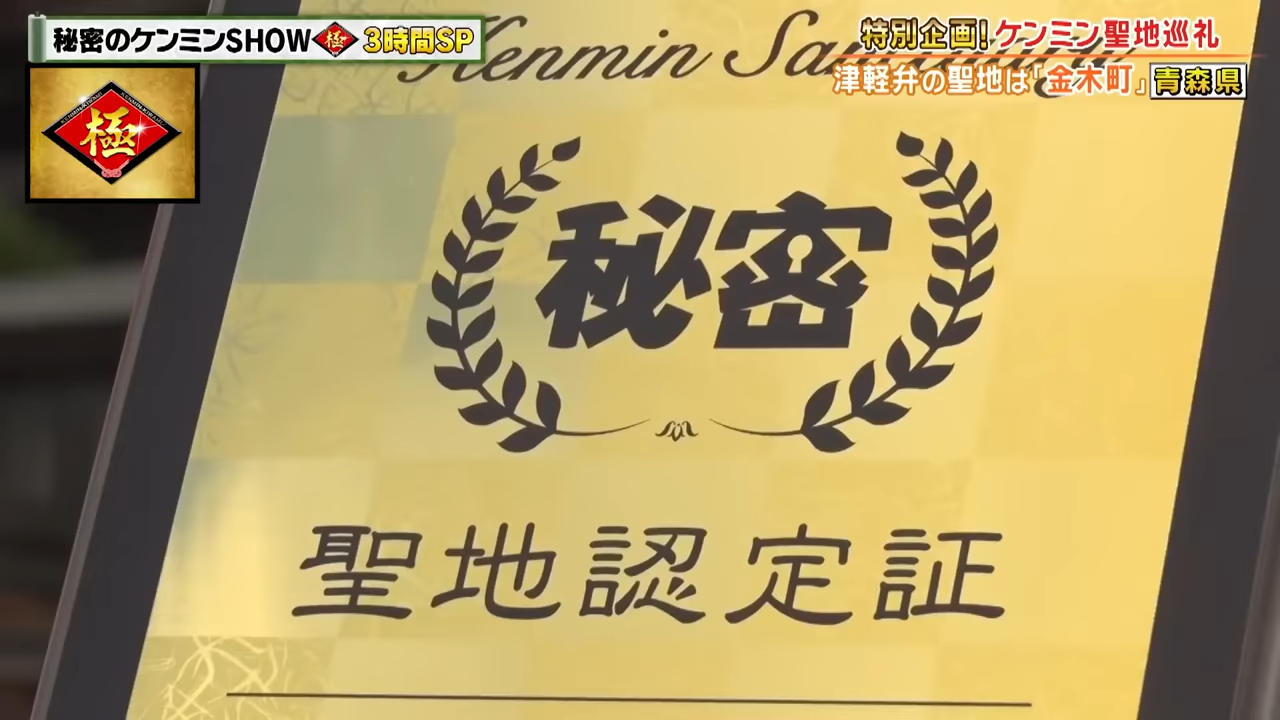 秘密のケンミンSHOW極 3時間SP
特別企画!ケンミン聖地巡礼
津軽弁の聖地は「金木町」青森県
極
Kenmin
秘密
聖地認定証